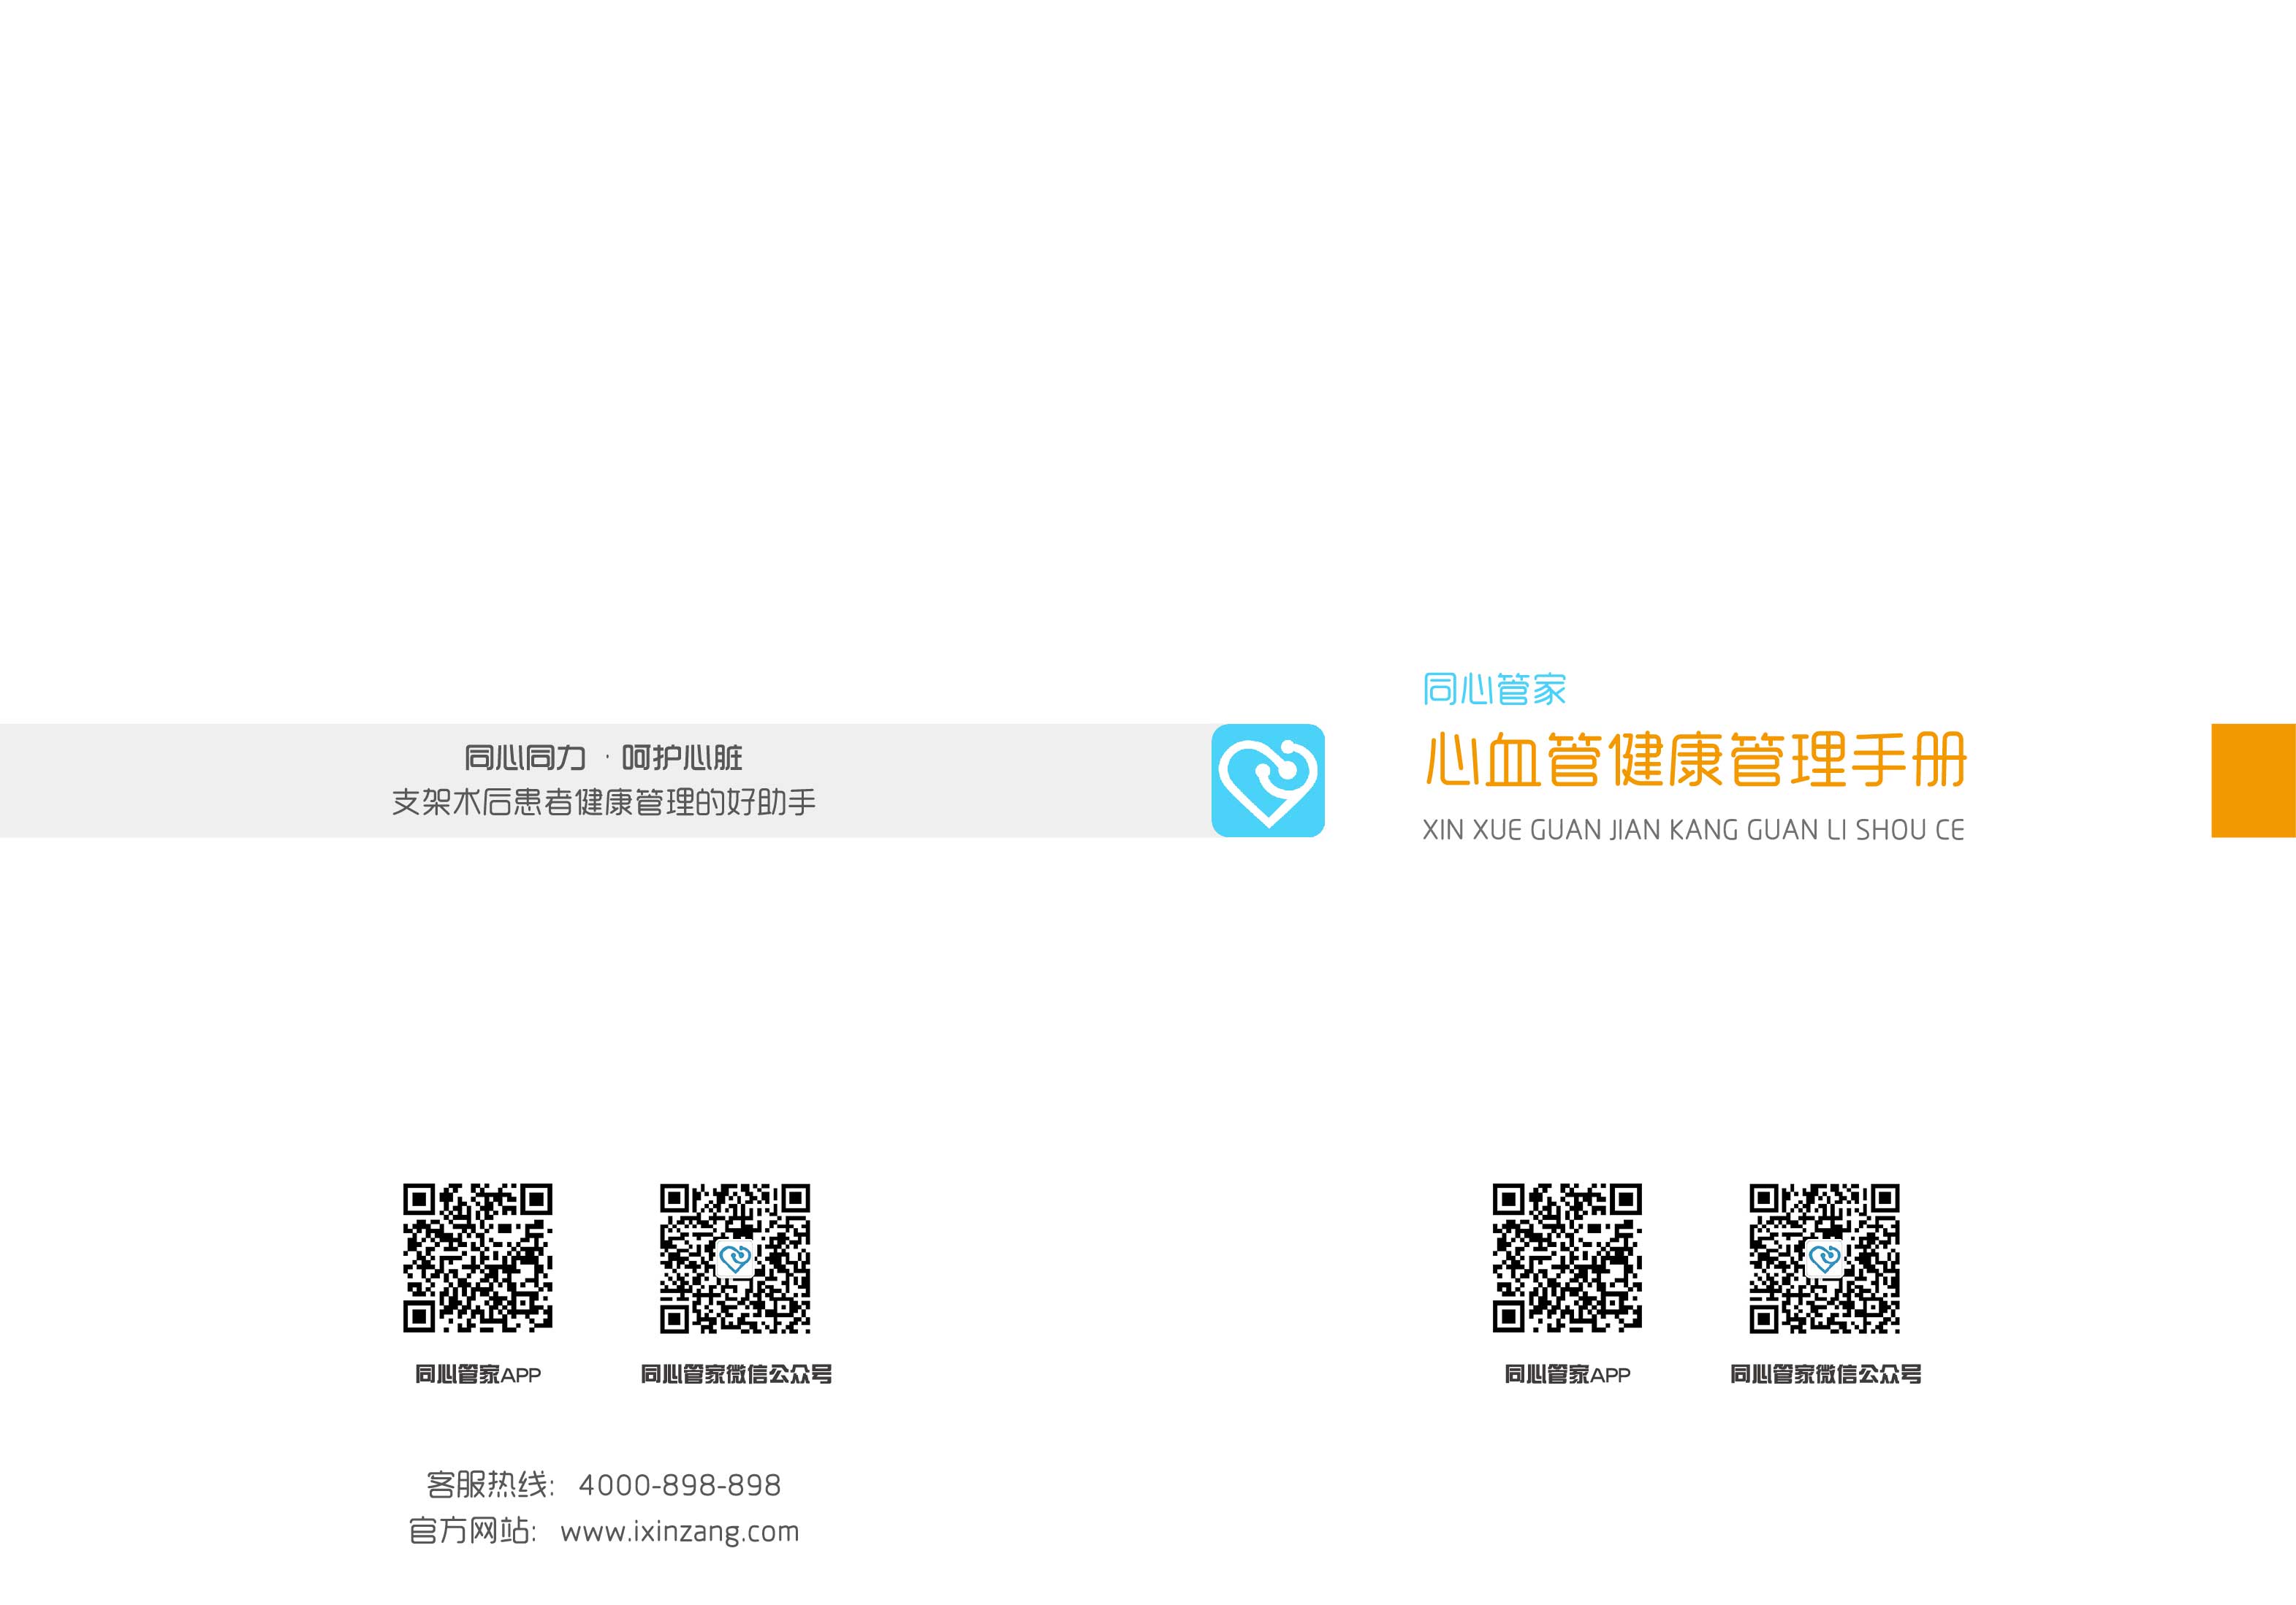 同心同力 · 呵护心脏
支架术后患者健康管理的好助手
同心管家APP
同心管家微信公众号
客服热线: 4000-898-898
官方网站: www.ixinzang.com
同心管家
心血管健康管理手册
XIN XUE GUAN JIAN KANG GUAN LI SHOU CE
同心管家APP
同心管家微信公众号